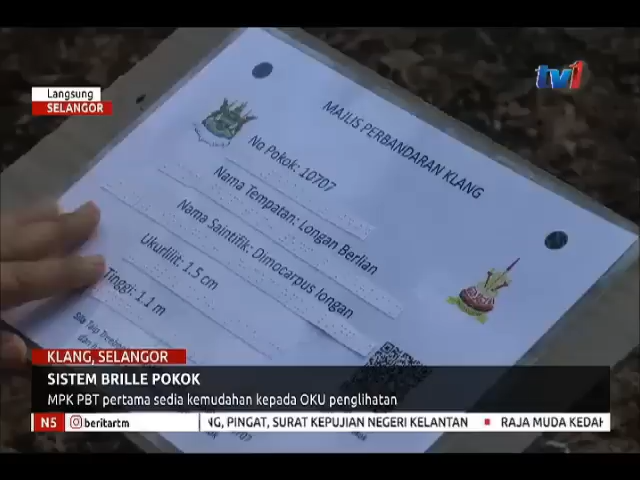 Langsung
SELANGOR
tv1
MAJLIS PERBANDARAN KLANG
No Pokok: 10707
Nama Tempatan: Longan Berlian
Nama Saintifik: Dimocarpus longan
Ukurlilit: 1.5 cm
Tinggi: 1.1 m
Sila
KLANG, SELANGOR
SISTEM BRILLE POKOK
MPK PBT pertama sedia kemudahan kepada OKU penglihatan
N5 beritartm NG, PINGAT, SURAT KEPUJIAN NEGERI KELANTAN RAJA MUDA KEDAH